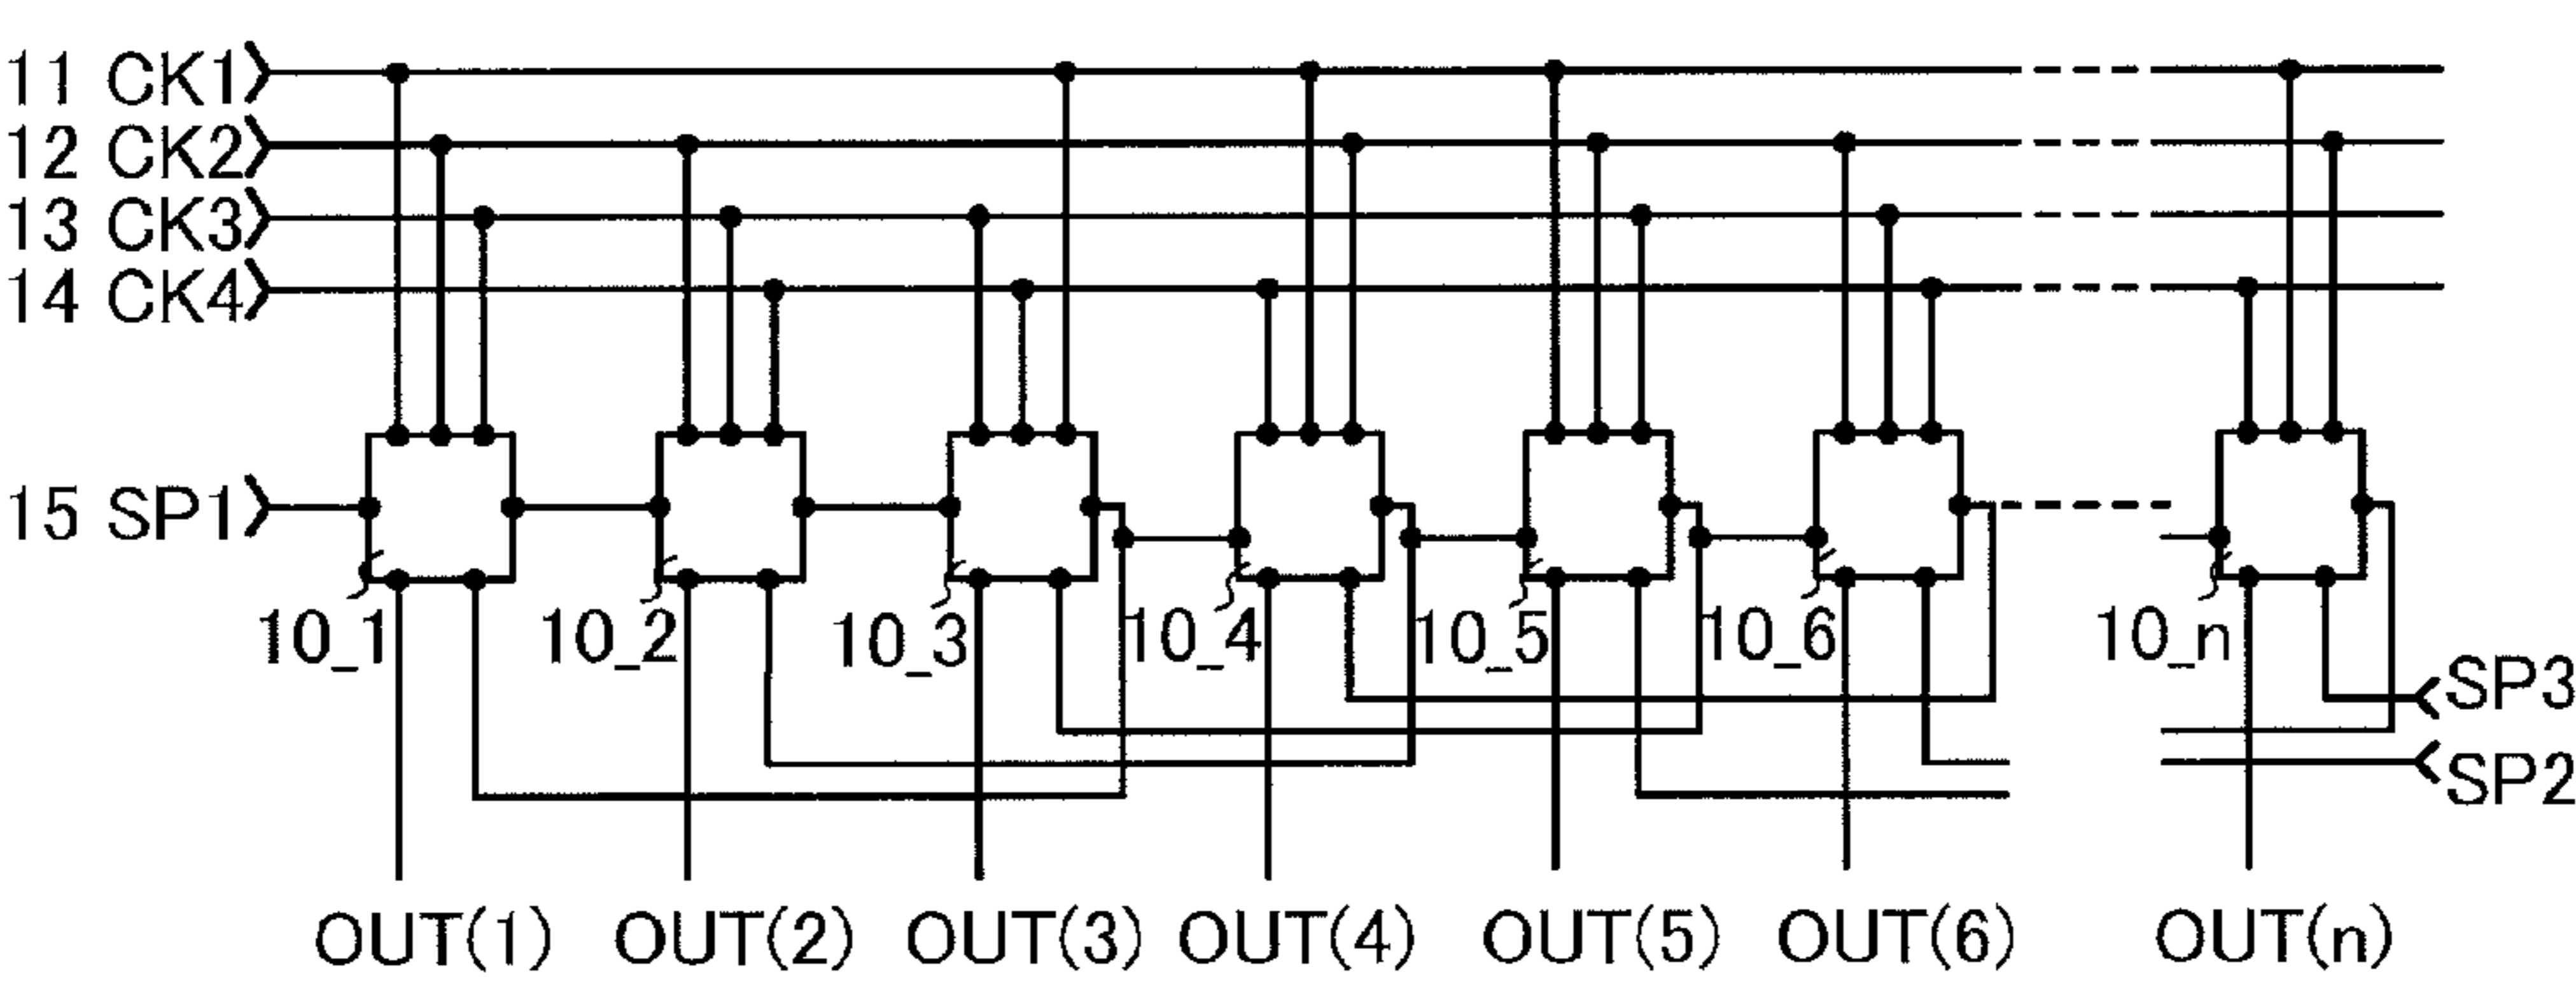 11 CK1
12 CK2
13 CK3
14 CK4
15 SP1
10_1 10_2 10_3 10_4 10_5 10_6 10_n
SP3
SP2
OUT(1) OUT(2) OUT(3) OUT(4) OUT(5) OUT(6) OUT(n)